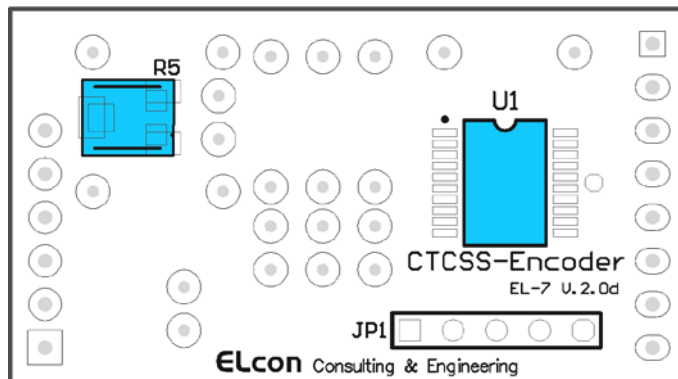 R5
U1
CTCSS-Encoder
EL-7 V.2.0d
JP1
ELcon Consulting & Engineering